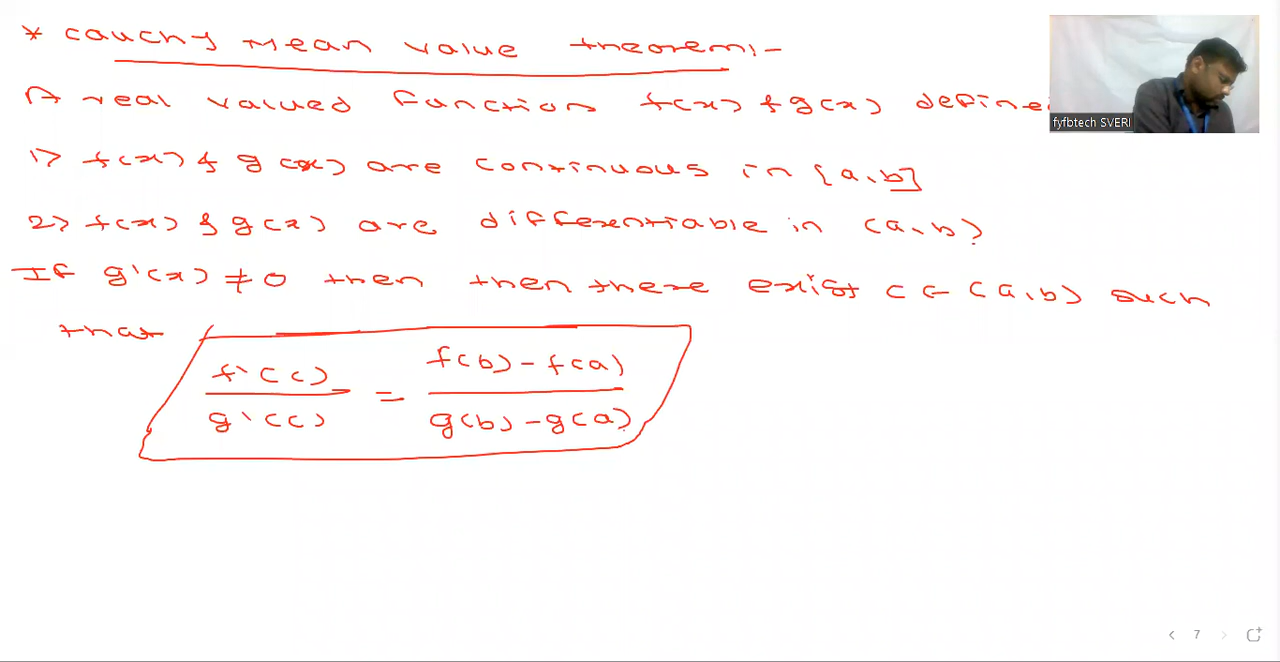 * Cauchy Mean value theorem:-
A real valued function f(x) & g(x) define
fyfbtech SVERI
1) f(x) & g(x) are continuous in [a,b]
2) f(x) & g(x) are differentiable in (a,b)
If g'(x) ≠ 0 then then there exist c ∈ (a,b) such
that
f'(c) / g'(c) = f(b) - f(a) / g(b) - g(a)
7